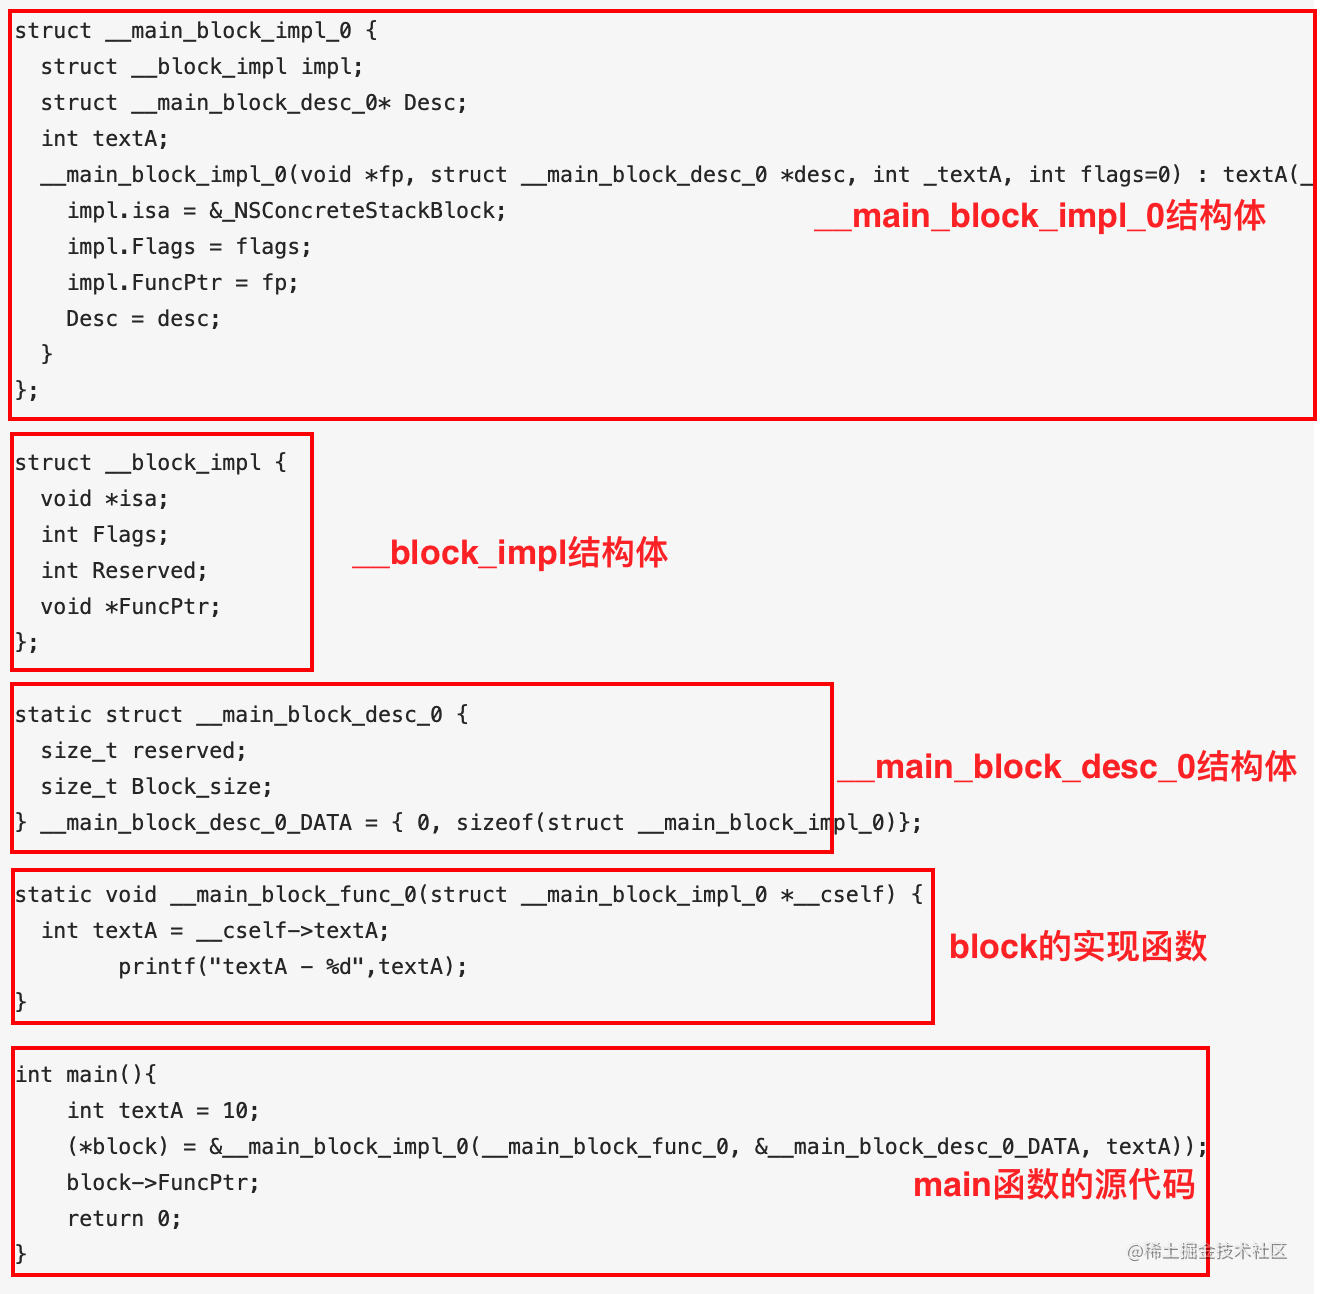 struct __main_block_impl_0 {
  struct __block_impl impl;
  struct __main_block_desc_0* Desc;
  int textA;
  __main_block_impl_0(void *fp, struct __main_block_desc_0 *desc, int _textA, int flags=0) : textA(_
    impl.isa = &_NSConcreteStackBlock;
__main_block_impl_0结构体
    impl.Flags = flags;
    impl.FuncPtr = fp;
    Desc = desc;
  }
};
struct __block_impl {
  void *isa;
  int Flags;
__block_impl结构体
  int Reserved;
  void *FuncPtr;
};
static struct __main_block_desc_0 {
  size_t reserved;
__main_block_desc_0结构体
  size_t Block_size;
} __main_block_desc_0_DATA = { 0, sizeof(struct __main_block_impl_0)};
static void __main_block_func_0(struct __main_block_impl_0 *__cself) {
  int textA = __cself->textA;
block的实现函数
        printf("textA - %d",textA);
}
int main(){
    int textA = 10;
    (*block) = &__main_block_impl_0(__main_block_func_0, &__main_block_desc_0_DATA, textA));
    block->FuncPtr;
main函数的源代码
    return 0;
}
@稀土掘金技术社区